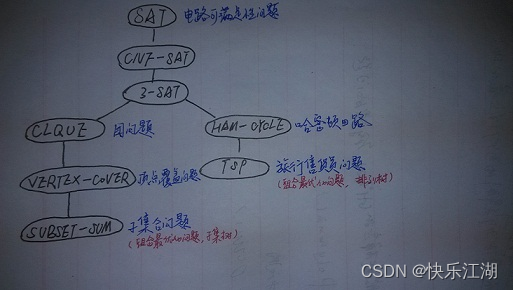 SAT 电路可满足性问题
CNF-SAT
3-SAT
CLQUE 团问题
HAM-CYCLE 哈密顿回路
VERTEX-COVER 顶点覆盖问题
TSP 旅行售货员问题
(组合最优化问题, 排列树)
SUBSET-SUM 子集合问题
(组合最优化问题, 子集树)
CSDN @快乐江湖